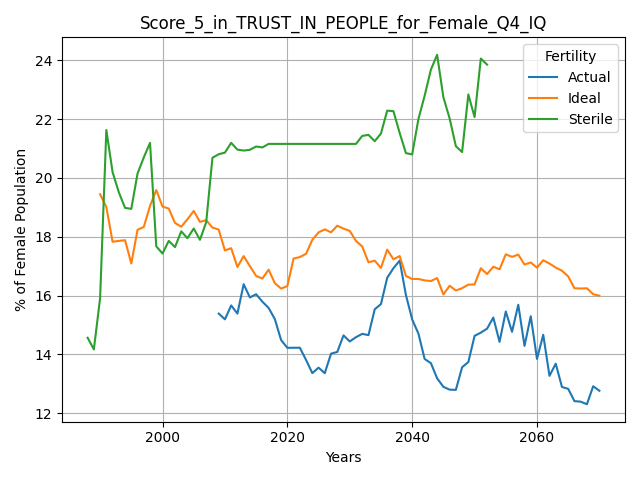 Score_5_in_TRUST_IN_PEOPLE_for_Female_Q4_IQ
Fertility
Actual
Ideal
Sterile
% of Female Population
24
22
20
18
16
14
12
2000
2020
2040
2060
Years